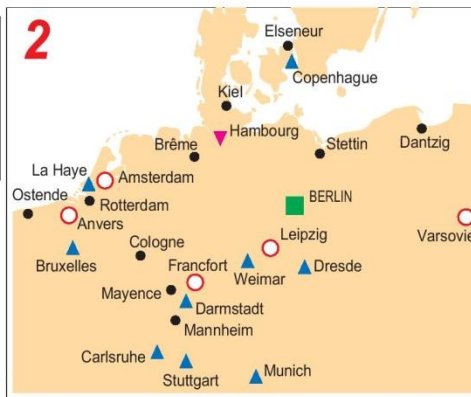 2
Elseneur
Copenhague
Kiel
Hambourg
Brême
Stettin
Dantzig
La Haye
Amsterdam
Ostende
Rotterdam
BERLIN
Anvers
Varsovie
Cologne
Leipzig
Bruxelles
Francfort
Weimar
Dresde
Mayence
Darmstadt
Mannheim
Carlsruhe
Stuttgart
Munich